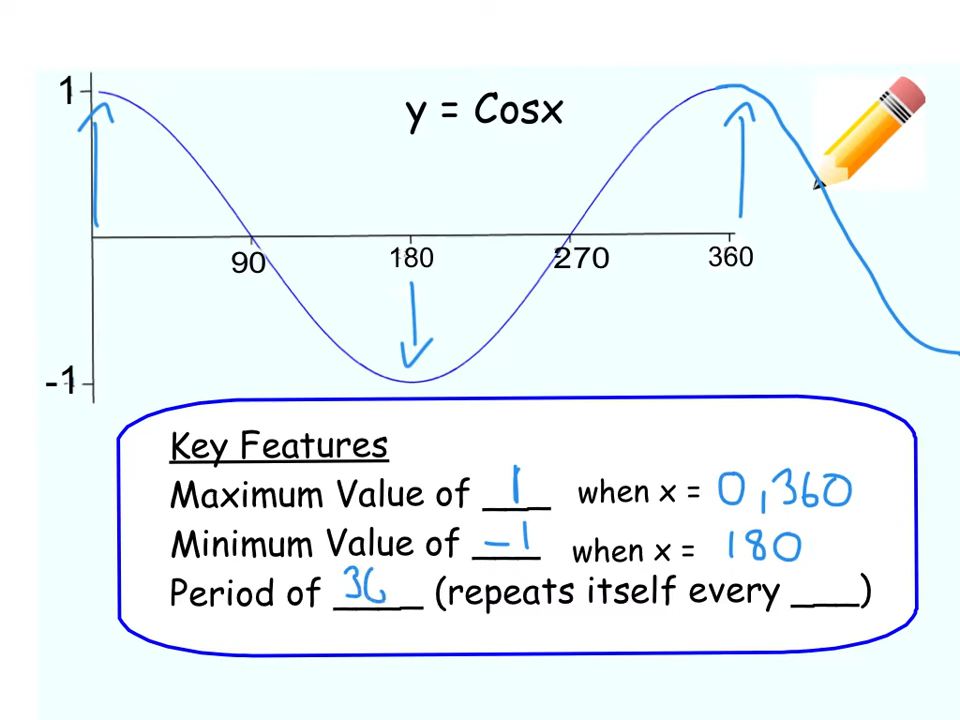 1
y = Cosx
90 180 270 360
-1
Key Features
Maximum Value of 1 when x = 0, 360
Minimum Value of -1 when x = 180
Period of 36 (repeats itself every ___)